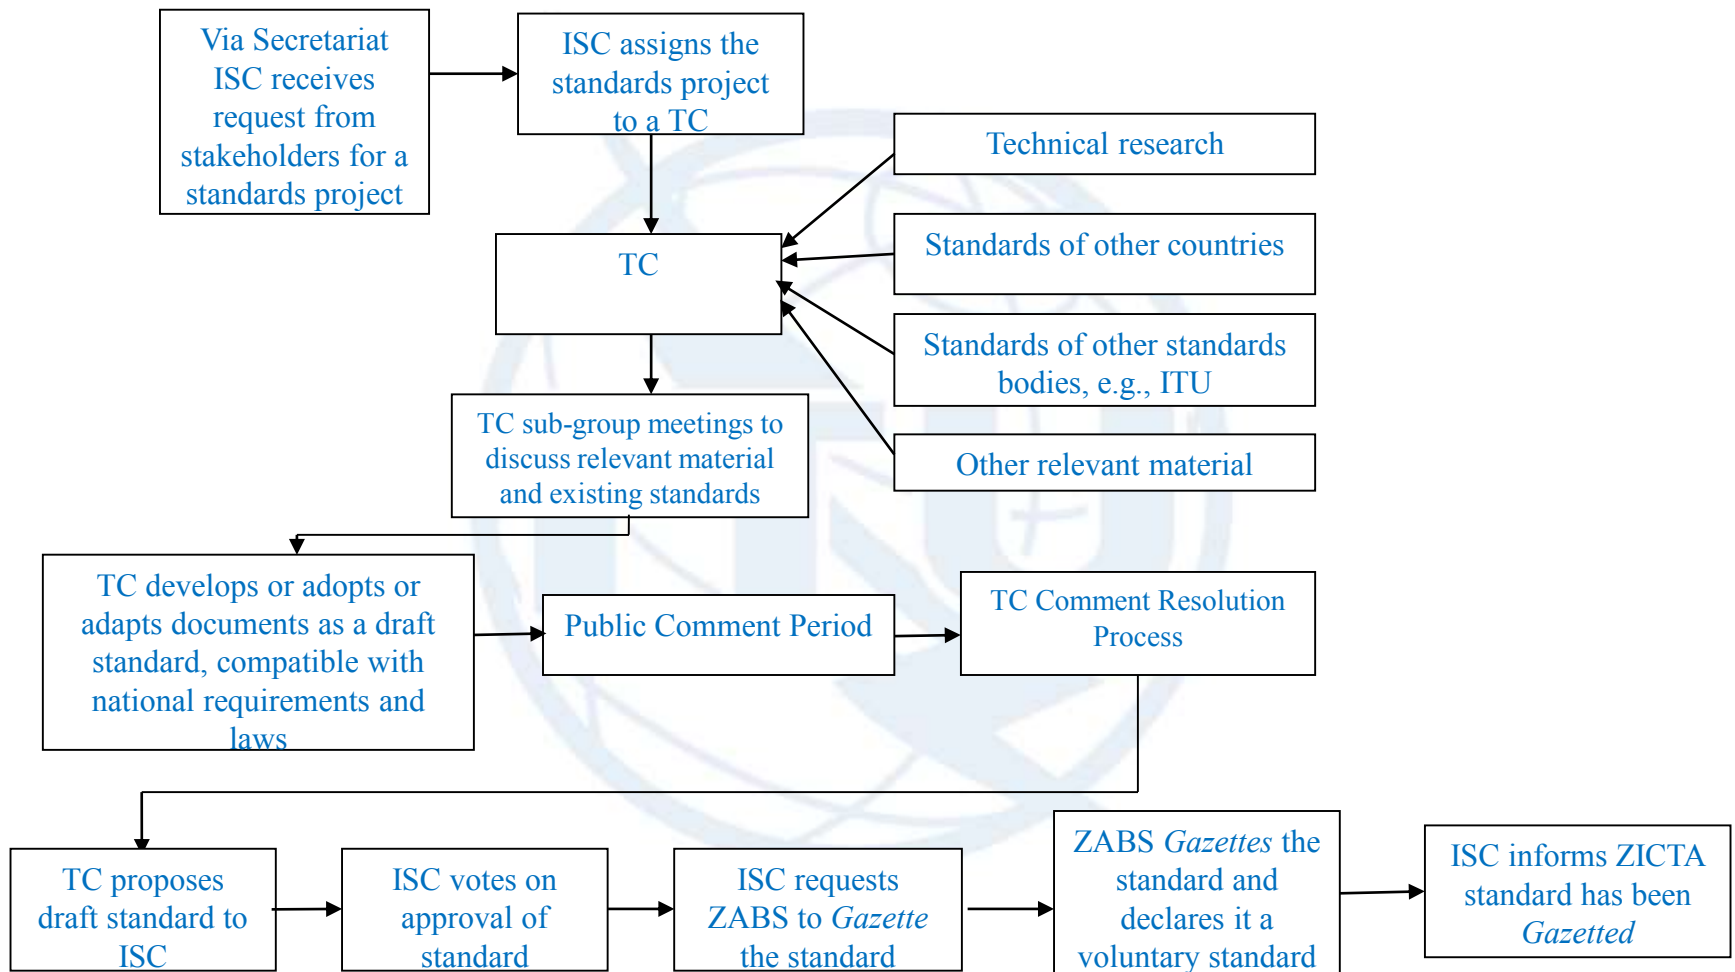 Via Secretariat
ISC receives
request from
stakeholders for a
standards project
ISC assigns the
standards project
to a TC
Technical research
Standards of other countries
TC
Standards of other standards
bodies, e.g., ITU
Other relevant material
TC sub-group meetings to
discuss relevant material
and existing standards
TC develops or adopts or
adapts documents as a draft
standard, compatible with
national requirements and
laws
Public Comment Period
TC Comment Resolution
Process
TC proposes
draft standard to
ISC
ISC votes on
approval of
standard
ISC requests
ZABS to Gazette
the standard
ZABS Gazettes the
standard and
declares it a
voluntary standard
ISC informs ZICTA
standard has been
Gazetted
ITU